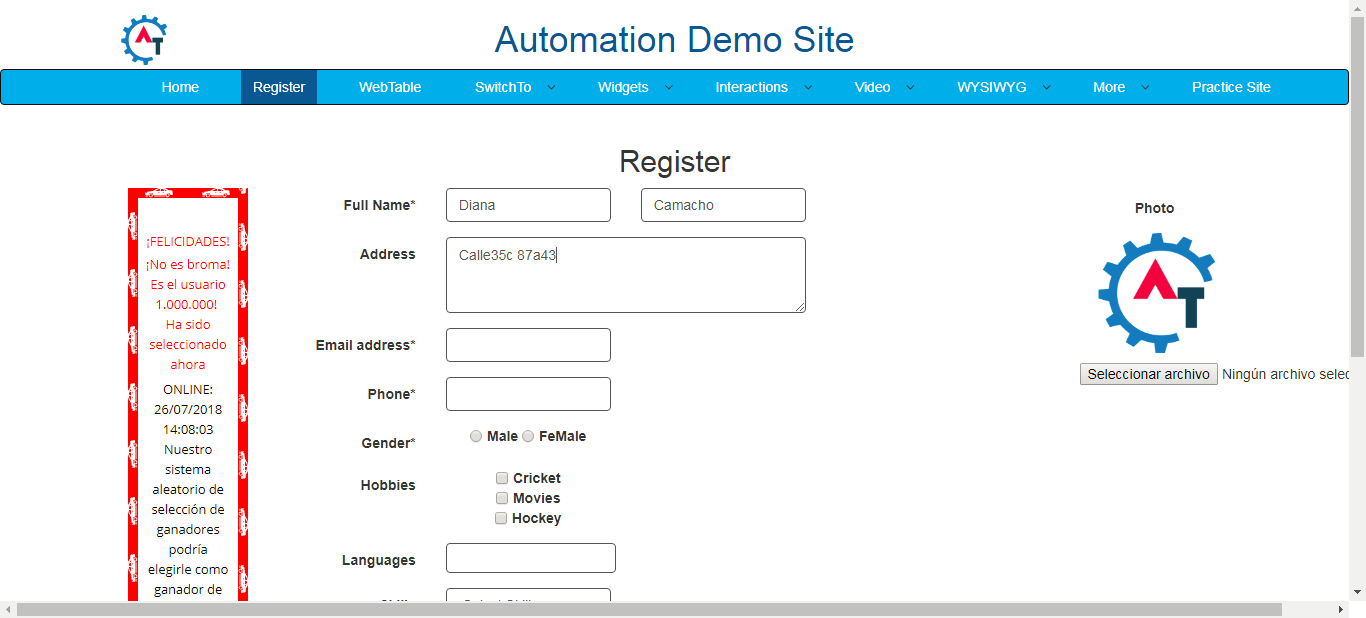 Automation Demo Site
Home Register WebTable SwitchTo Widgets Interactions Video WYSIWYG More Practice Site
Register
¡FELICIDADES!
¡No es broma!
Es el usuario
1.000.000!
Ha sido
seleccionado
ahora
ONLINE:
26/07/2018
14:08:03
Nuestro
sistema
aleatorio de
selección de
ganadores
podría
elegirle como
ganador de
Full Name* Diana Camacho
Address Calle35c 87a43
Email address*
Phone*
Gender* Male FeMale
Hobbies Cricket
Movies
Hockey
Languages
Photo
Seleccionar archivo Ningún archivo selec